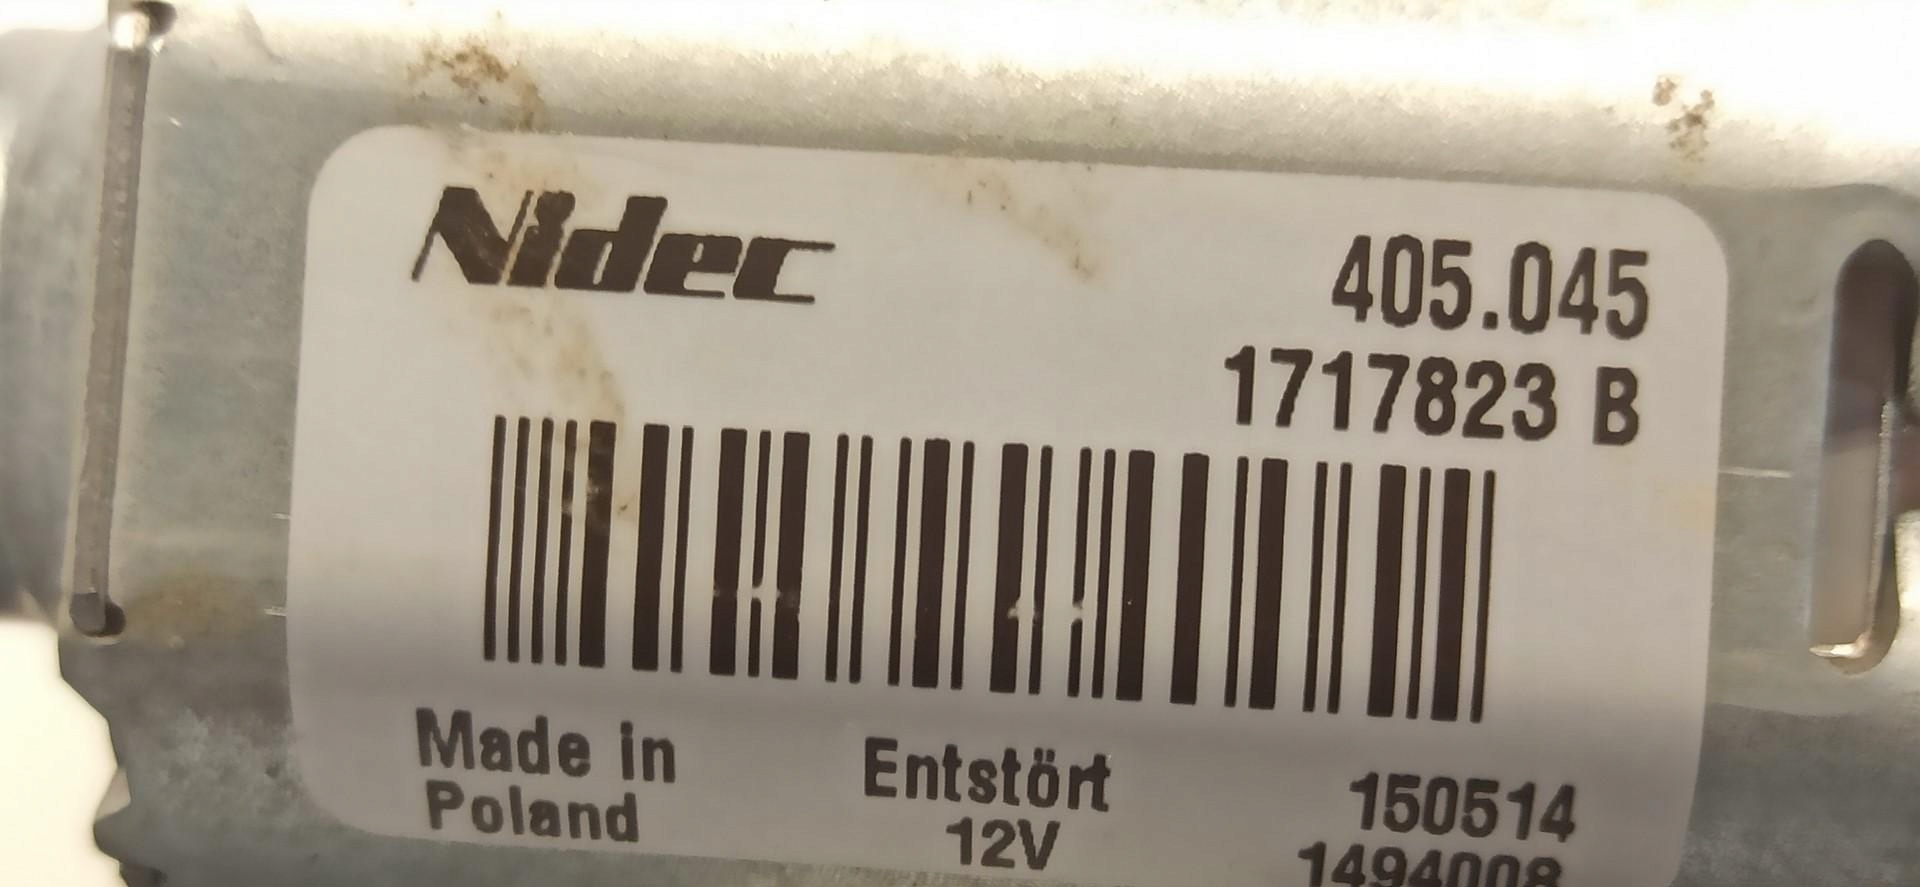 Nidec
405.045
1717823 B
Made in
Poland
Entstört
12V
150514
1494008